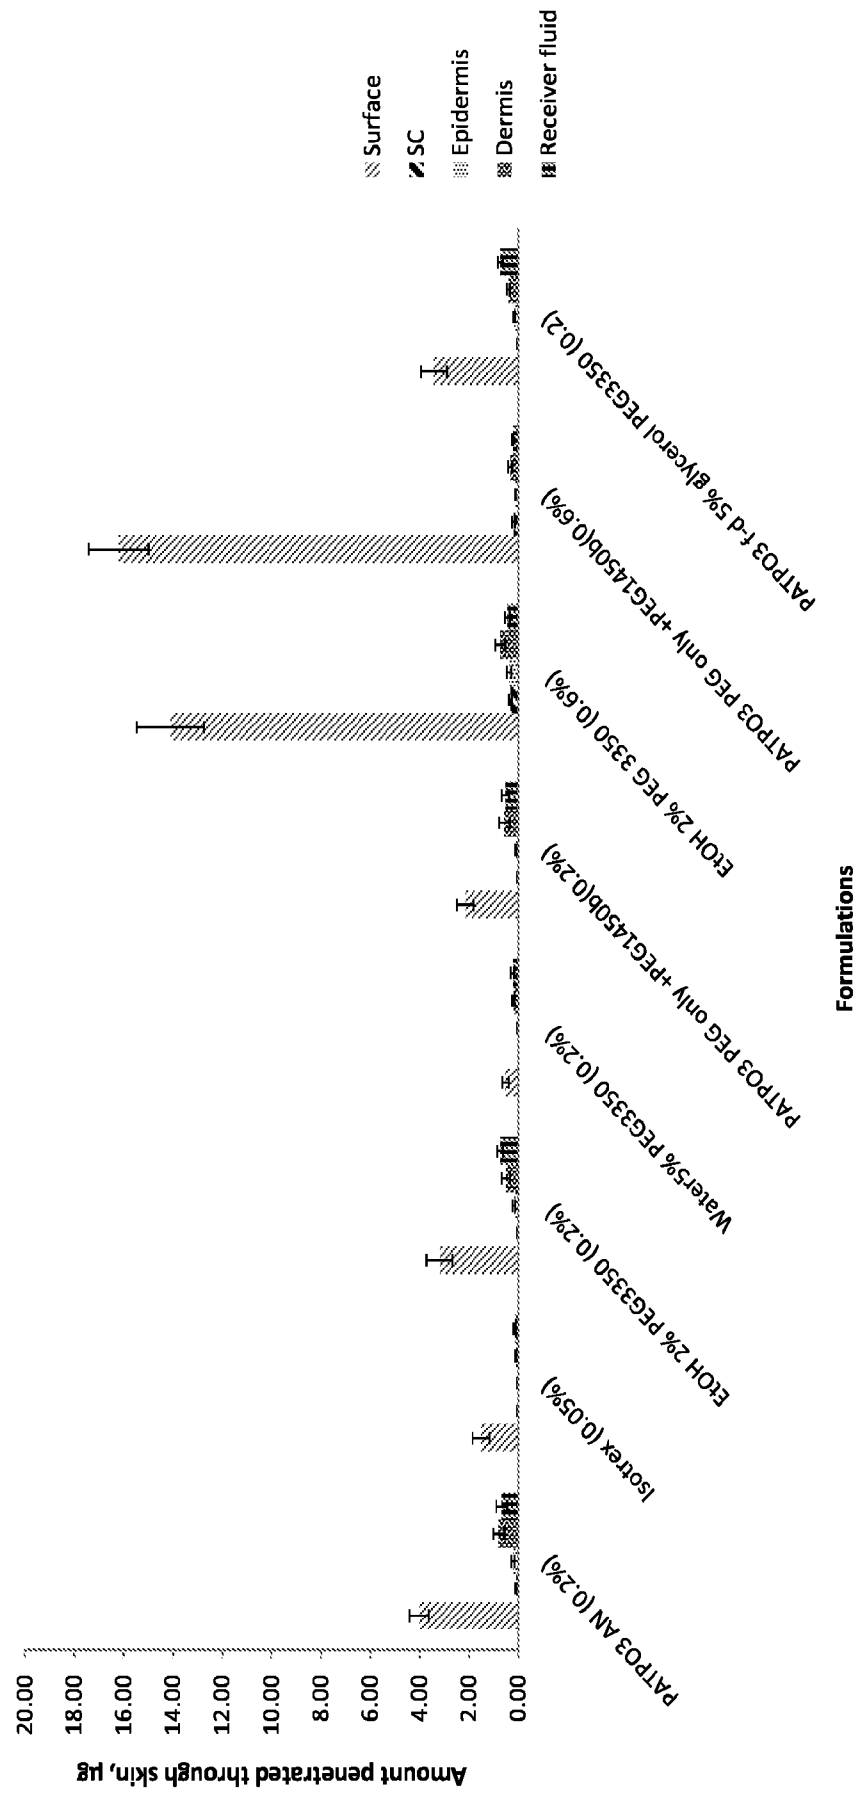 Amount penetrated through skin, µg
20.00
18.00
16.00
14.00
12.00
10.00
8.00
6.00
4.00
2.00
0.00
PATPO3 AN (0.2%)
Isotrex (0.05%)
EtOH 2% PEG3350 (0.2%)
Water5% PEG3350 (0.2%)
PATPO3 PEG only +PEG1450b(0.2%)
EtOH 2% PEG 3350 (0.6%)
PATPO3 PEG only +PEG1450b(0.6%)
PATPO3 f-d 5% glycerol PEG3350 (0.2)
Formulations
Surface
SC
Epidermis
Dermis
Receiver fluid